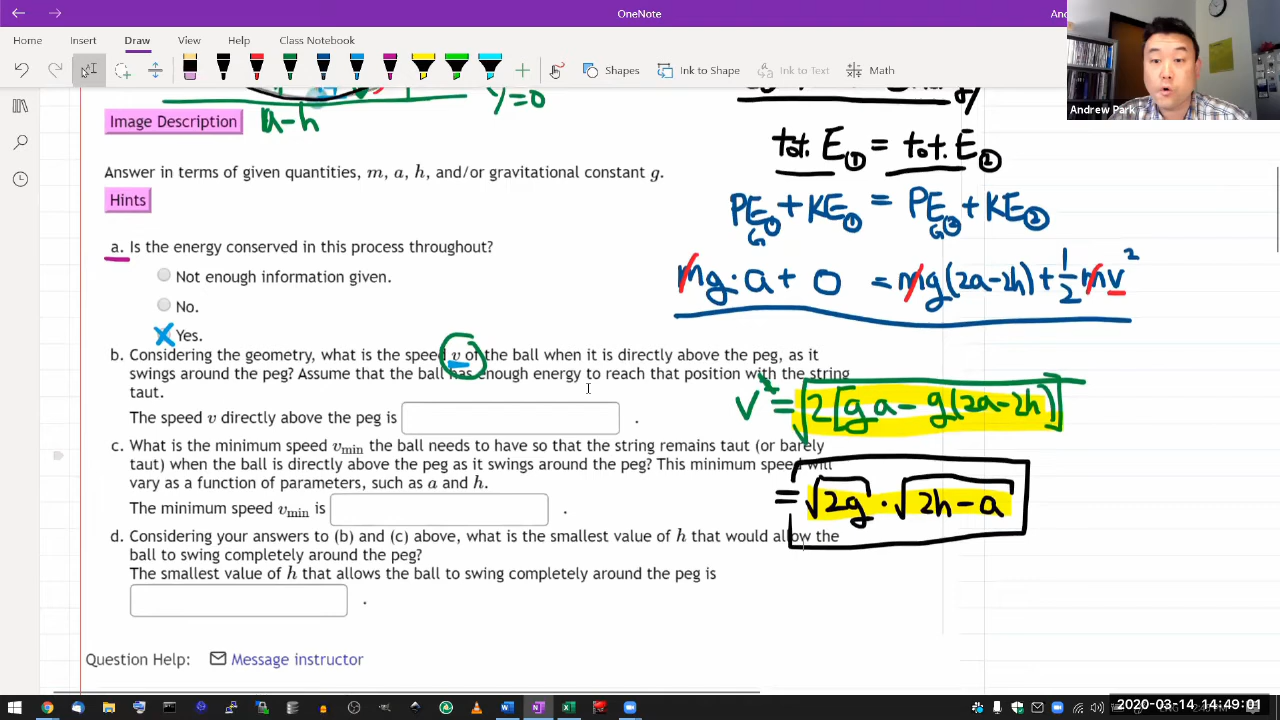 OneNote
Home Insert Draw View Help Class Notebook
Shapes Ink to Shape Ink to Text Math
Andrew Park
a-h
y=0
Image Description
tot. E① = tot. E②
Answer in terms of given quantities, m, a, h, and/or gravitational constant g.
Hints
PE_G① + KE① = PE_G② + KE②
a. Is the energy conserved in this process throughout?
Not enough information given.
mg·a + 0 = mg(2a-2h) + 1/2 mv²
No.
Yes.
b. Considering the geometry, what is the speed v of the ball when it is directly above the peg, as it
swings around the peg? Assume that the ball has enough energy to reach that position with the string
taut.
The speed v directly above the peg is .
v² = √2[ga - g(2a-2h)]
c. What is the minimum speed vmin the ball needs to have so that the string remains taut (or barely
taut) when the ball is directly above the peg as it swings around the peg? This minimum speed will
vary as a function of parameters, such as a and h.
The minimum speed vmin is .
= √2g · √2h-a
d. Considering your answers to (b) and (c) above, what is the smallest value of h that would allow the
ball to swing completely around the peg?
The smallest value of h that allows the ball to swing completely around the peg is
.
Question Help: Message instructor
2020-03-14 14:49:01